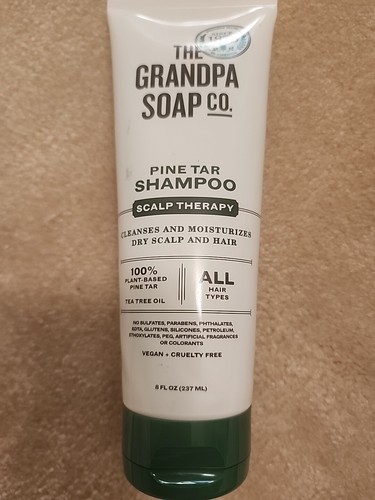 THE
GRANDPA
SOAP CO.
PINE TAR
SHAMPOO
SCALP THERAPY
CLEANSES AND MOISTURIZES
DRY SCALP AND HAIR
100%
PLANT-BASED
PINE TAR
TEA TREE OIL
ALL
HAIR
TYPES
NO SULFATES, PARABENS, PHTHALATES,
EDTA, GLUTENS, SILICONES, PETROLEUM,
ETHOXYLATES, PEG, ARTIFICIAL FRAGRANCES
OR COLORANTS
VEGAN + CRUELTY FREE
8 FL OZ (237 ML)